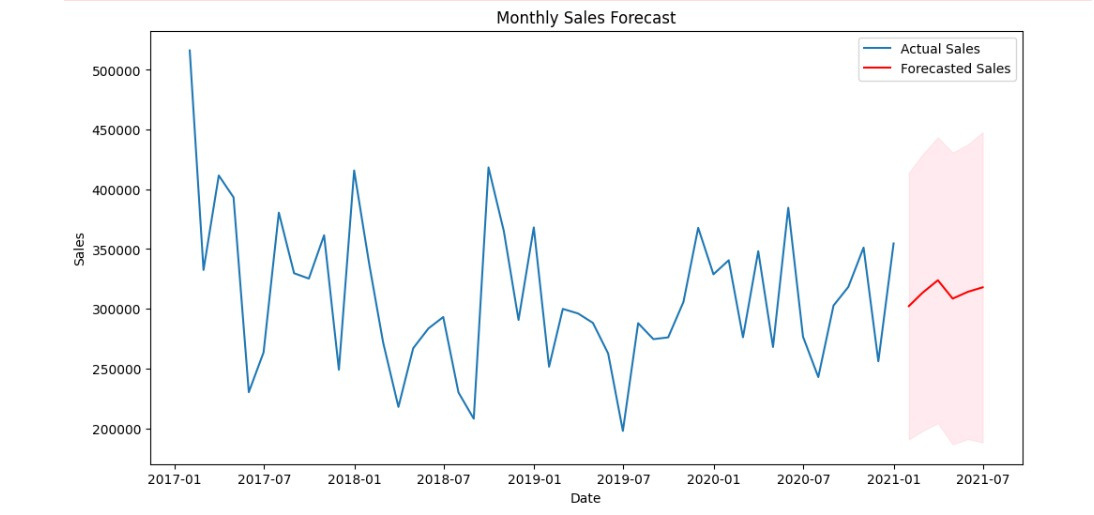 Monthly Sales Forecast
Actual Sales
Forecasted Sales
500000
450000
400000
350000
300000
250000
200000
Sales
2017-01 2017-07 2018-01 2018-07 2019-01 2019-07 2020-01 2020-07 2021-01 2021-07
Date